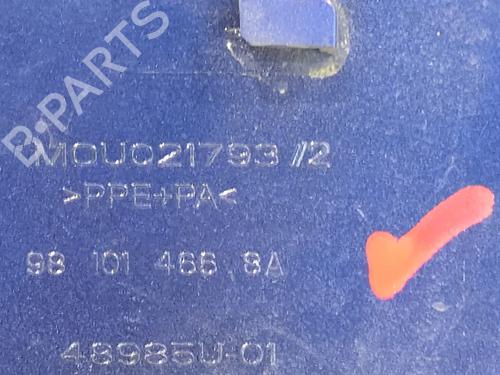 B-PARTS
MOU021793 //2
>PPE+PA<
98 101 466 8A
48985U-01